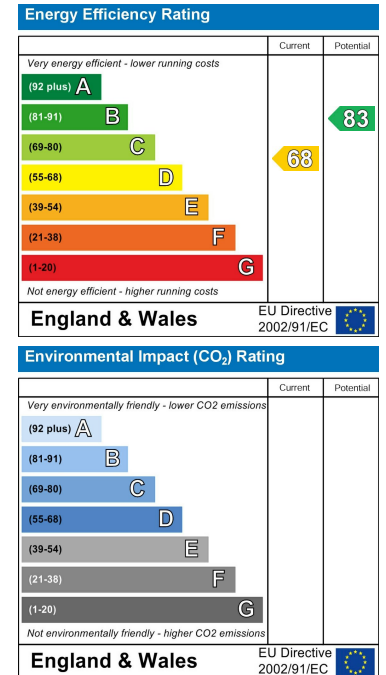 Energy Efficiency Rating
Current Potential
Very energy efficient - lower running costs
(92 plus) A
(81-91) B
83
(69-80) C
68
(55-68) D
(39-54) E
(21-38) F
(1-20) G
Not energy efficient - higher running costs
England & Wales
EU Directive
2002/91/EC
Environmental Impact (CO₂) Rating
Current Potential
Very environmentally friendly - lower CO2 emissions
(92 plus) A
(81-91) B
(69-80) C
(55-68) D
(39-54) E
(21-38) F
(1-20) G
Not environmentally friendly - higher CO2 emissions
England & Wales
EU Directive
2002/91/EC